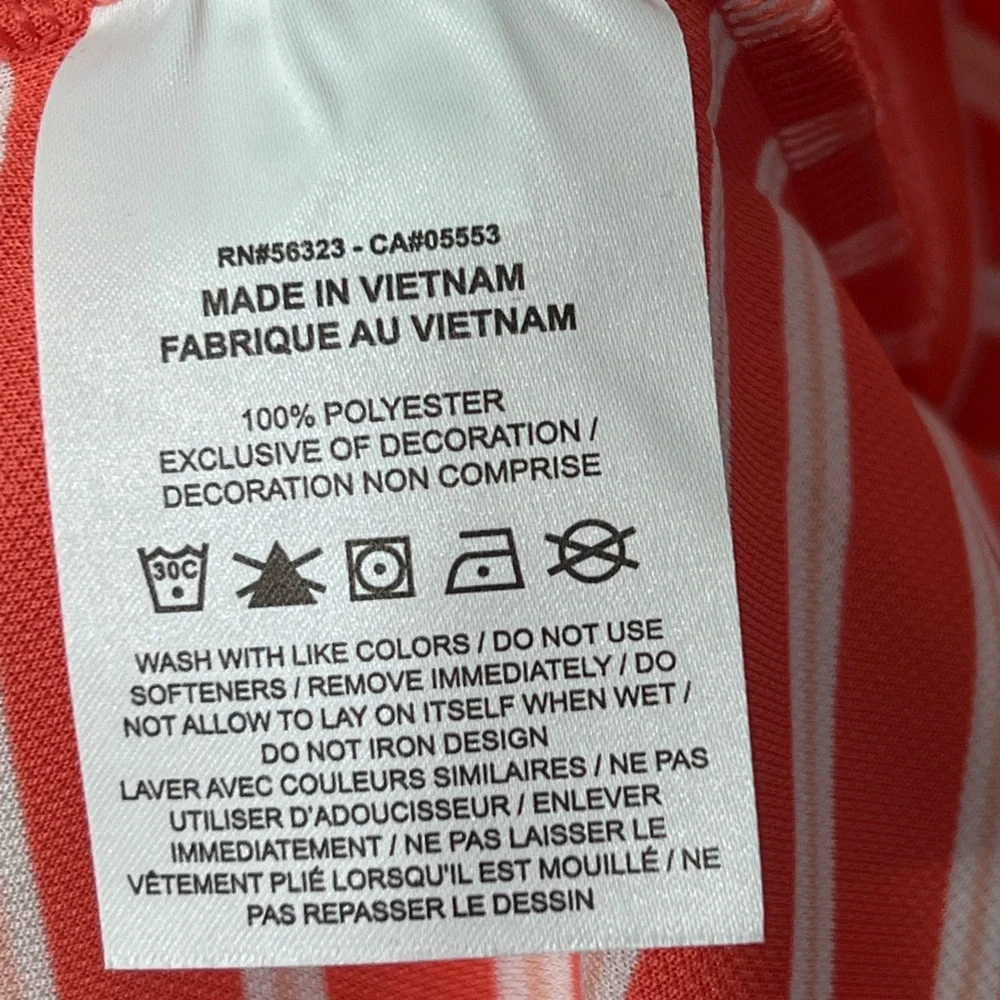 RN#56323 - CA#05553
MADE IN VIETNAM
FABRIQUE AU VIETNAM
100% POLYESTER
EXCLUSIVE OF DECORATION /
DECORATION NON COMPRISE
30C
WASH WITH LIKE COLORS / DO NOT USE
SOFTENERS / REMOVE IMMEDIATELY / DO
NOT ALLOW TO LAY ON ITSELF WHEN WET /
DO NOT IRON DESIGN
LAVER AVEC COULEURS SIMILAIRES / NE PAS
UTILISER D'ADOUCISSEUR / ENLEVER
IMMEDIATEMENT / NE PAS LAISSER LE
VÊTEMENT PLIÉ LORSQU'IL EST MOUILLÉ / NE
PAS REPASSER LE DESSIN